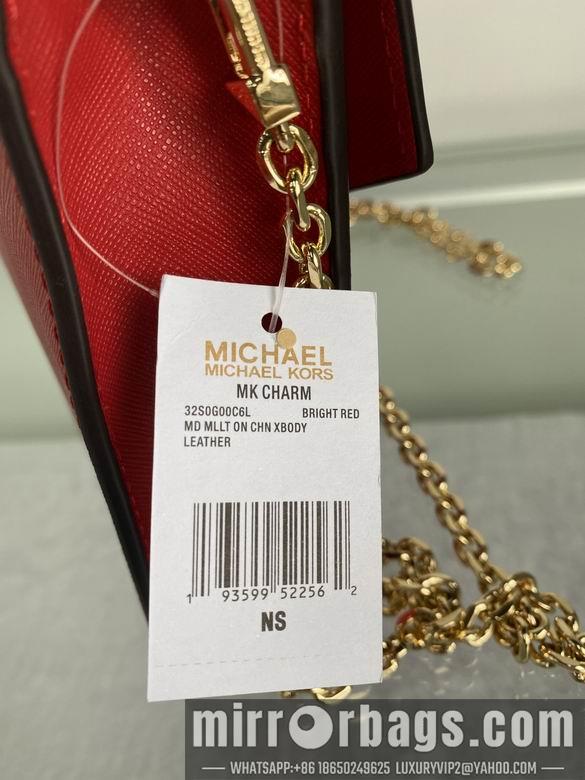 MICHAEL
MICHAEL KORS
MK CHARM
32S0G00C6L BRIGHT RED
MD MLLT ON CHN XBODY
LEATHER
1 93599 52256 2
NS
mirrorbags.com
WHATSAPP:+86 18650249625 LUXURYVIP2@YAHOO.COM